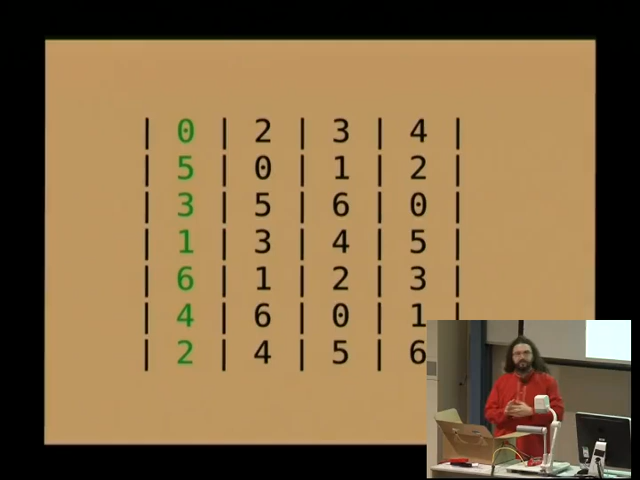 | 0 | 2 | 3 | 4 |
| 5 | 0 | 1 | 2 |
| 3 | 5 | 6 | 0 |
| 1 | 3 | 4 | 5 |
| 6 | 1 | 2 | 3 |
| 4 | 6 | 0 | 1 |
| 2 | 4 | 5 | 6